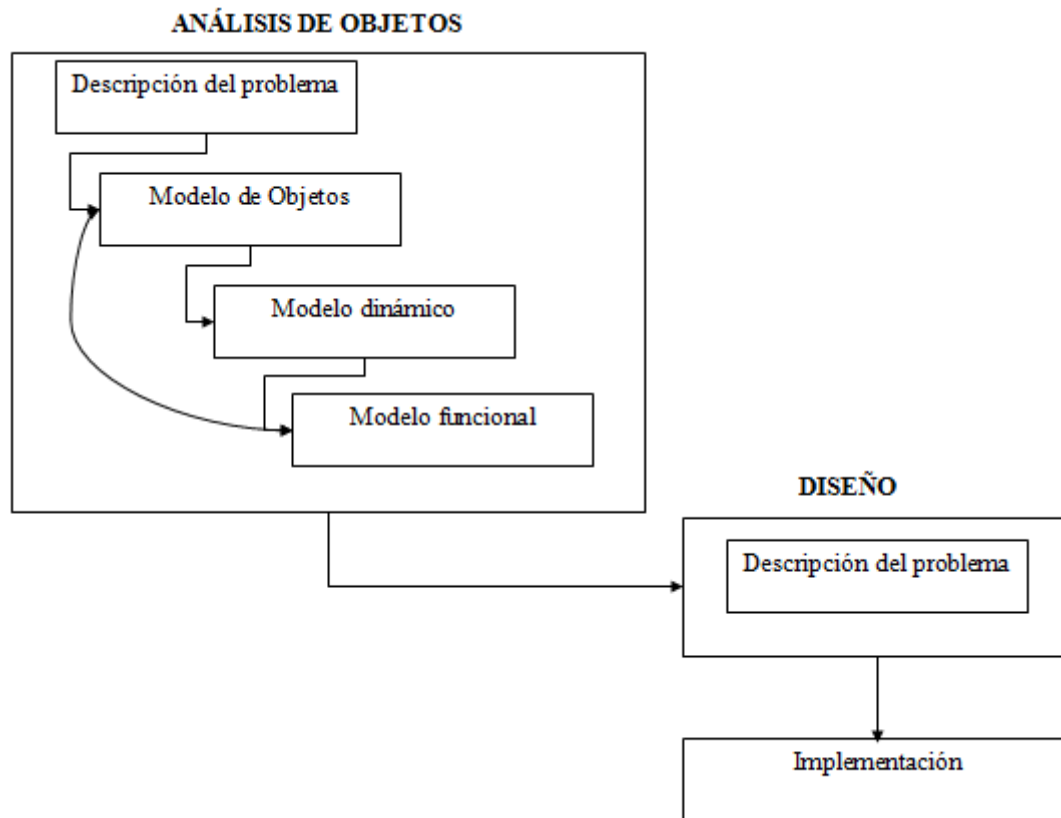 ANÁLISIS DE OBJETOS
Descripción del problema
Modelo de Objetos
Modelo dinámico
Modelo funcional
DISEÑO
Descripción del problema
Implementación